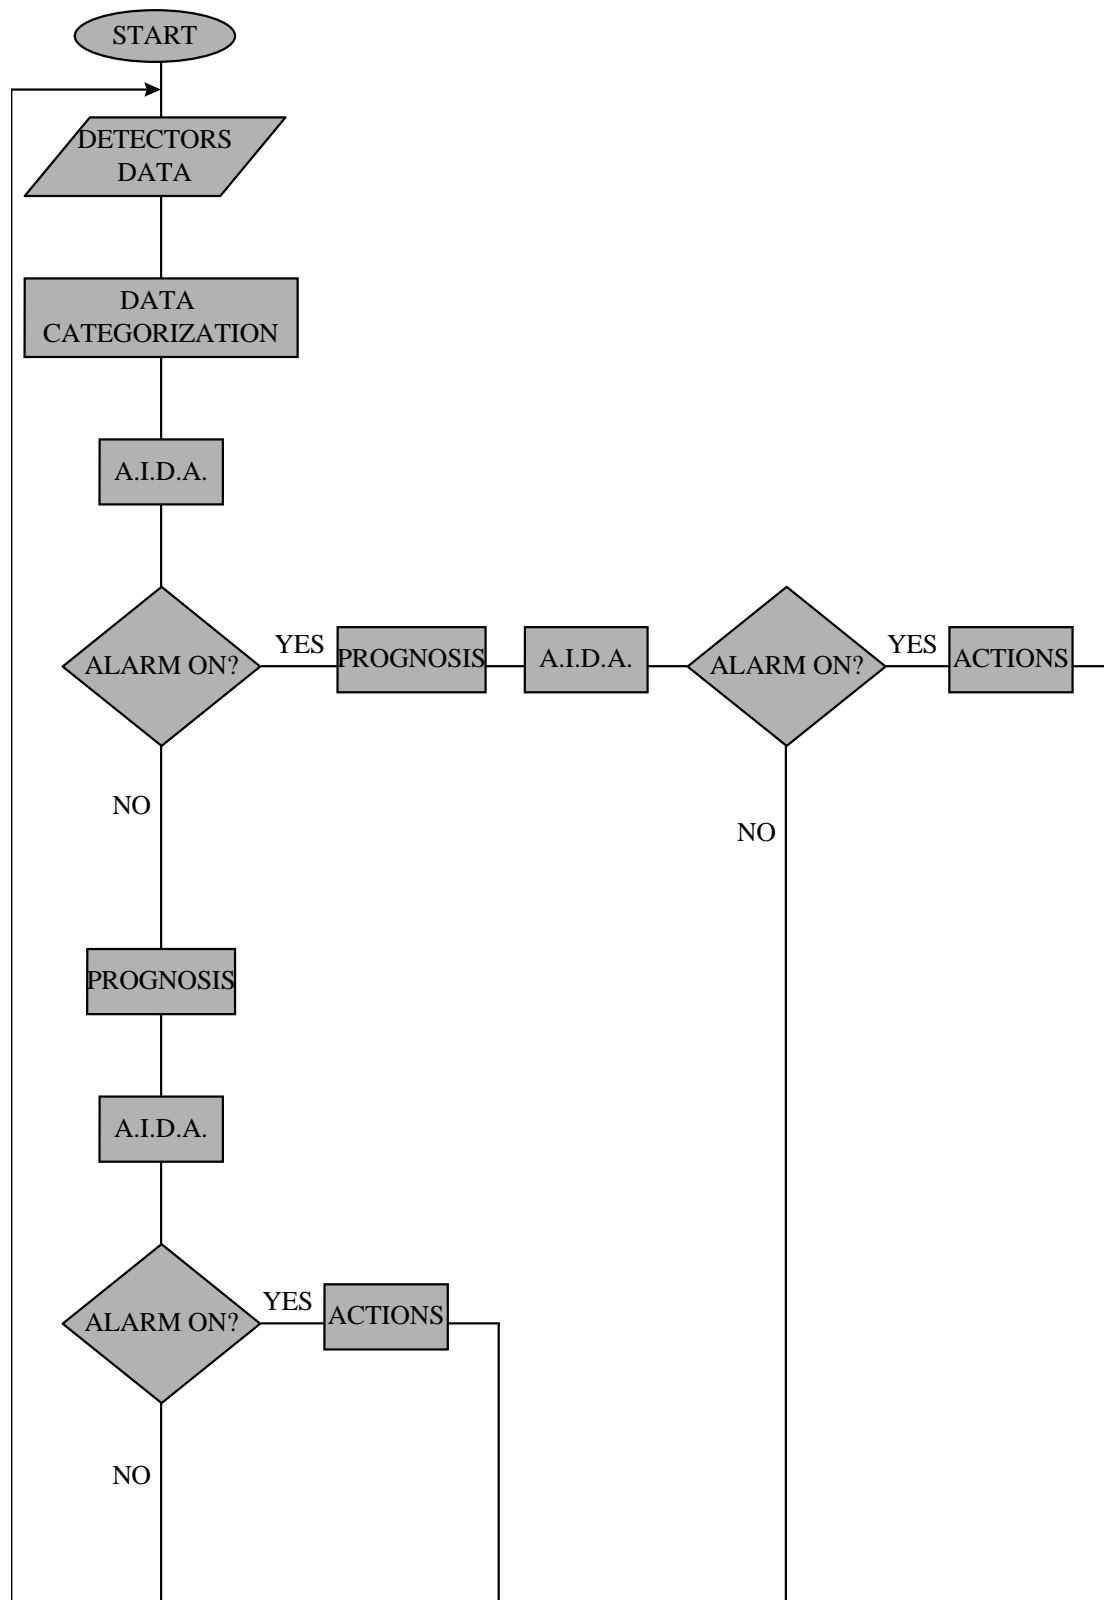 START
DETECTORS
DATA
DATA
CATEGORIZATION
A.I.D.A.
ALARM ON?
YES
PROGNOSIS
A.I.D.A.
ALARM ON?
YES
ACTIONS
NO
NO
PROGNOSIS
A.I.D.A.
ALARM ON?
YES
ACTIONS
NO